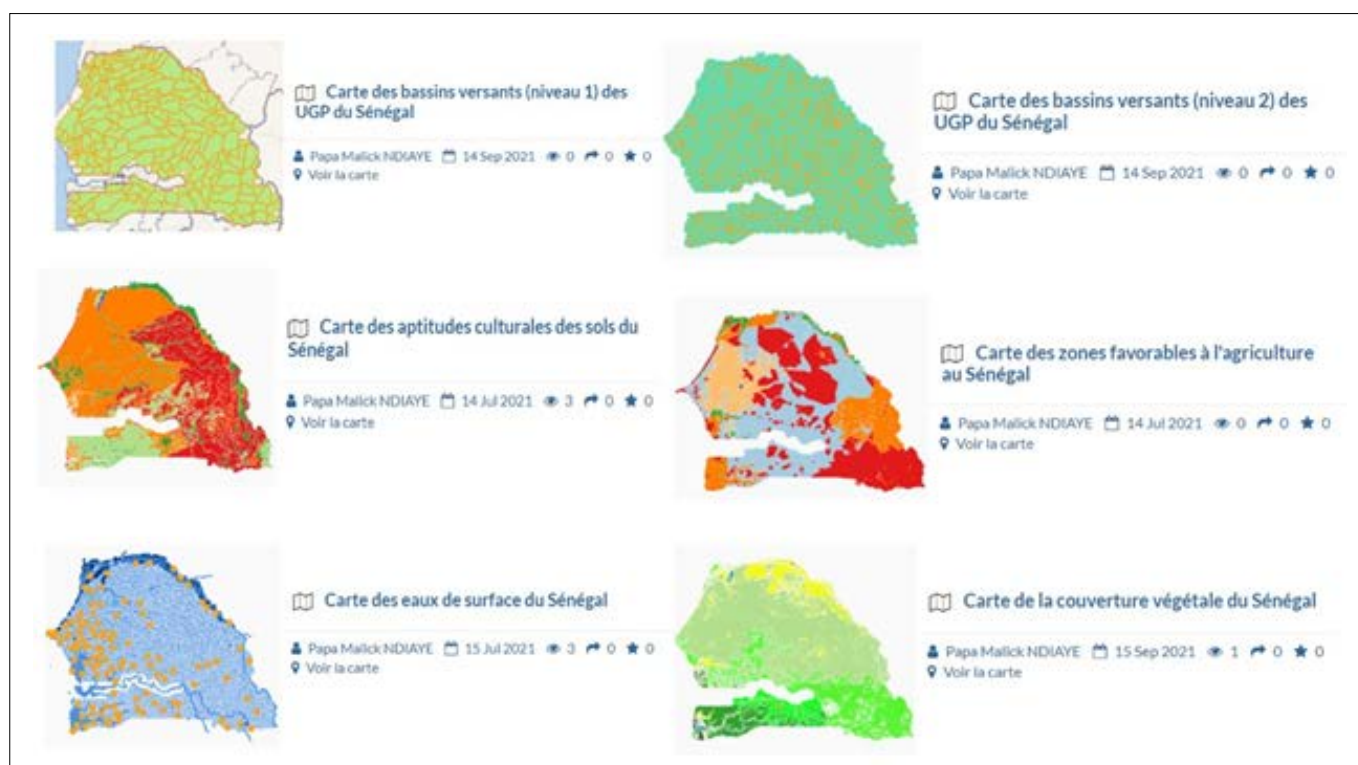 Carte des bassins versants (niveau 1) des
UGP du Sénégal
Papa Malick NDIAYE 14 Sep 2021 0 0 0
Voir la carte
Carte des bassins versants (niveau 2) des
UGP du Sénégal
Papa Malick NDIAYE 14 Sep 2021 0 0 0
Voir la carte
Carte des aptitudes culturales des sols du
Sénégal
Papa Malick NDIAYE 14 Jul 2021 3 0 0
Voir la carte
Carte des zones favorables à l'agriculture
au Sénégal
Papa Malick NDIAYE 14 Jul 2021 0 0 0
Voir la carte
Carte des eaux de surface du Sénégal
Papa Malick NDIAYE 15 Jul 2021 3 0 0
Voir la carte
Carte de la couverture végétale du Sénégal
Papa Malick NDIAYE 15 Sep 2021 1 0 0
Voir la carte